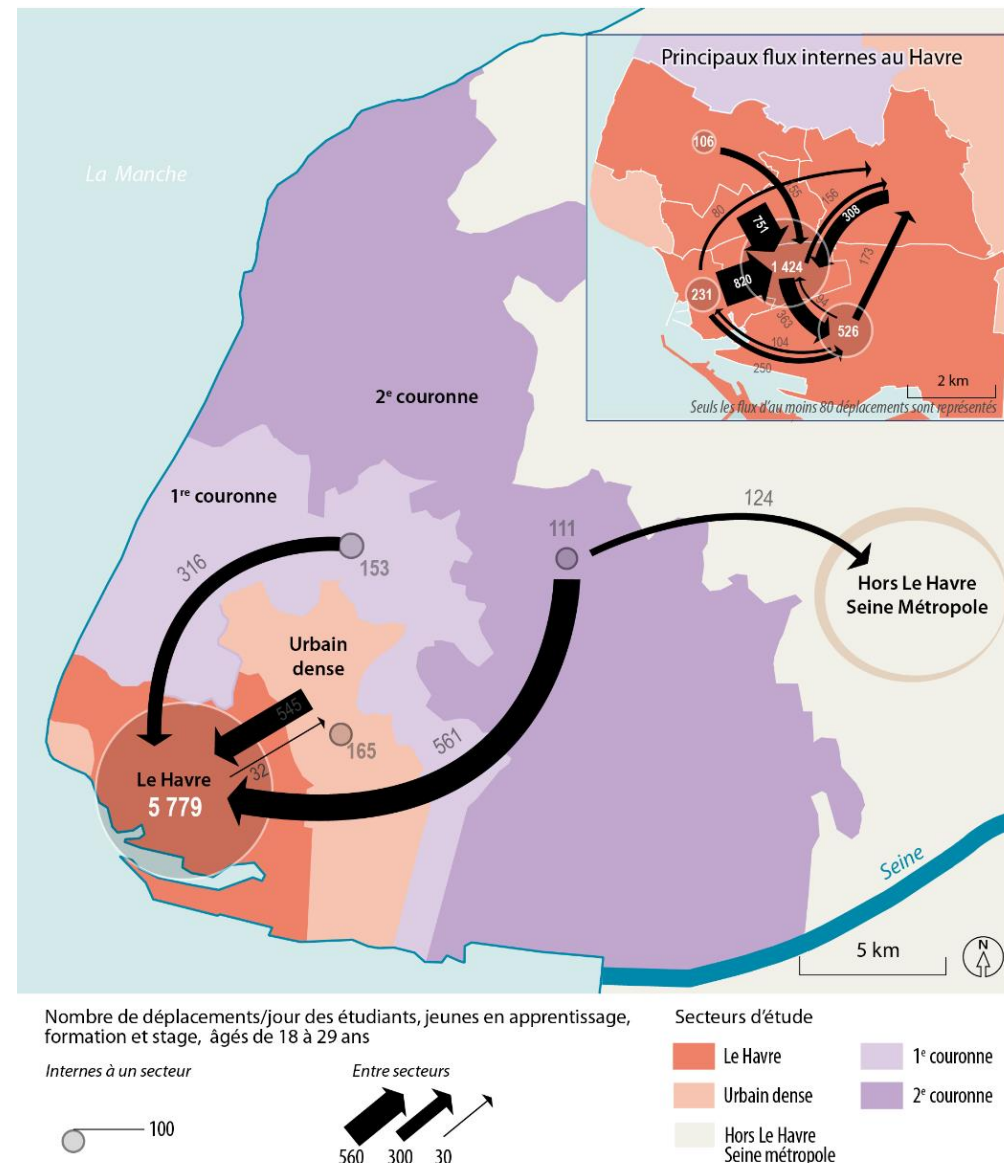 Principaux flux internes au Havre
106
55
156
80
751
308
1 424
173
820
231
94
363
526
104
250
2 km
Seuls les flux d'au moins 80 déplacements sont représentés
La Manche
2e couronne
1re couronne
124
111
153
316
Hors Le Havre
Seine Métropole
Urbain
dense
545
165
561
32
Le Havre
5 779
Seine
5 km
N
Nombre de déplacements/jour des étudiants, jeunes en apprentissage,
formation et stage, âgés de 18 à 29 ans
Internes à un secteur
100
Entre secteurs
560 300 30
Secteurs d'étude
Le Havre
1e couronne
Urbain dense
2e couronne
Hors Le Havre
Seine métropole